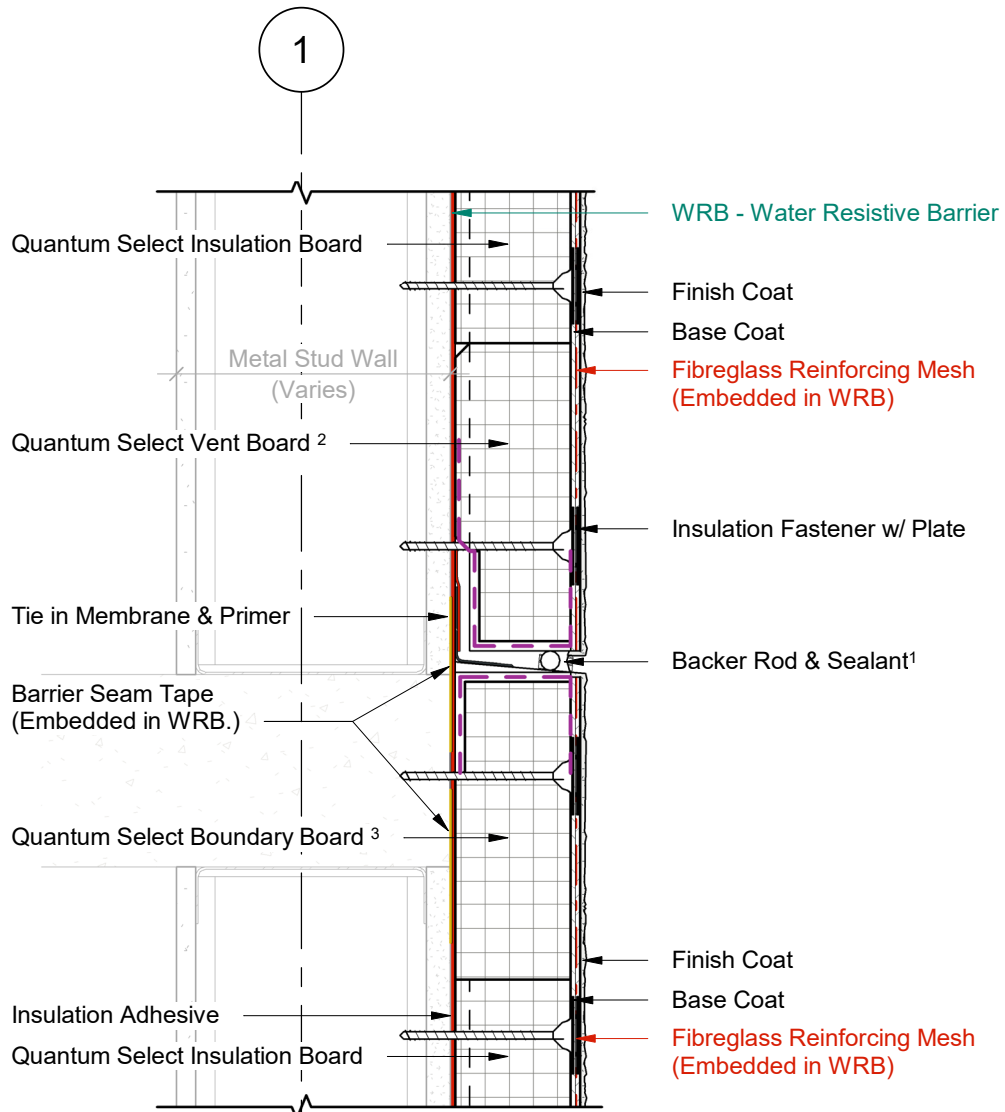 1
WRB - Water Resistive Barrier
Quantum Select Insulation Board
Finish Coat
Base Coat
Metal Stud Wall
(Varies)
Fibreglass Reinforcing Mesh
(Embedded in WRB)
Quantum Select Vent Board ²
Insulation Fastener w/ Plate
Tie in Membrane & Primer
Backer Rod & Sealant¹
Barrier Seam Tape
(Embedded in WRB.)
Quantum Select Boundary Board ³
Finish Coat
Base Coat
Insulation Adhesive
Fibreglass Reinforcing Mesh
(Embedded in WRB)
Quantum Select Insulation Board